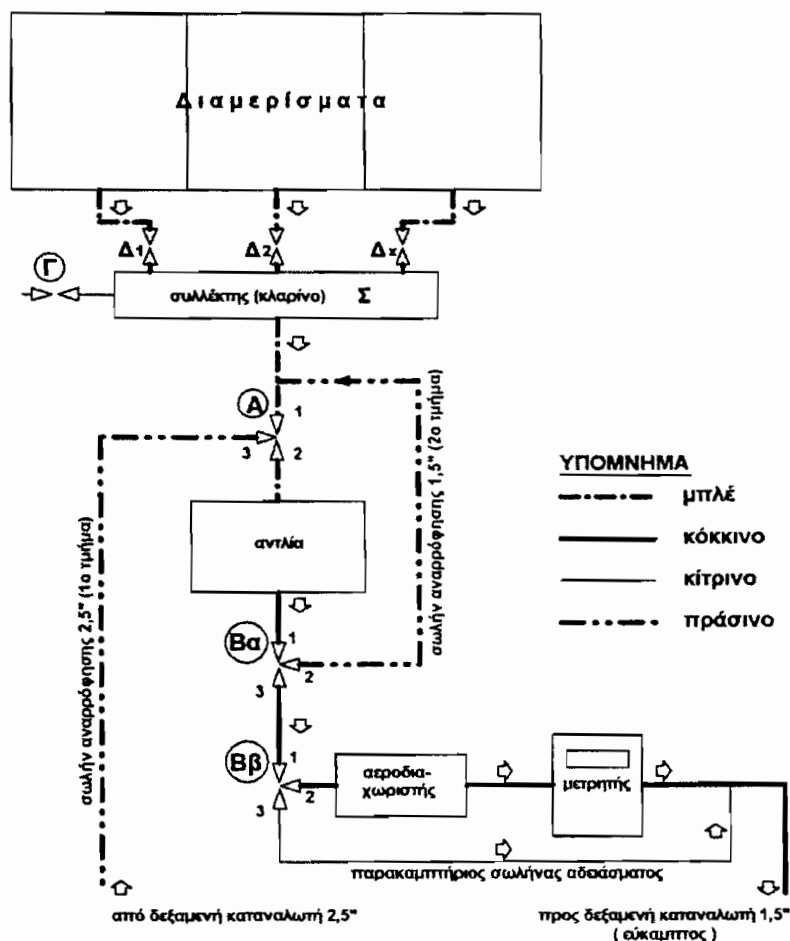 Διαμερίσματα
Δ1
Δ2
Δx
Γ
συλλέκτης (κλαρίνο) Σ
A
1
3
2
σωλήν αναρρόφησης 1,5" (2ο τμήμα)
σωλήν αναρρόφησης 2,5" (1ο τμήμα)
αντλία
ΥΠΟΜΝΗΜΑ
μπλέ
κόκκινο
κίτρινο
πράσινο
Βα
1
2
3
Ββ
1
2
3
αεροδια-
χωριστής
μετρητής
παρακαμπτήριος σωλήνας αδειάσματος
από δεξαμενή καταναλωτή 2,5"
προς δεξαμενή καταναλωτή 1,5"
( εύκαμπτος )